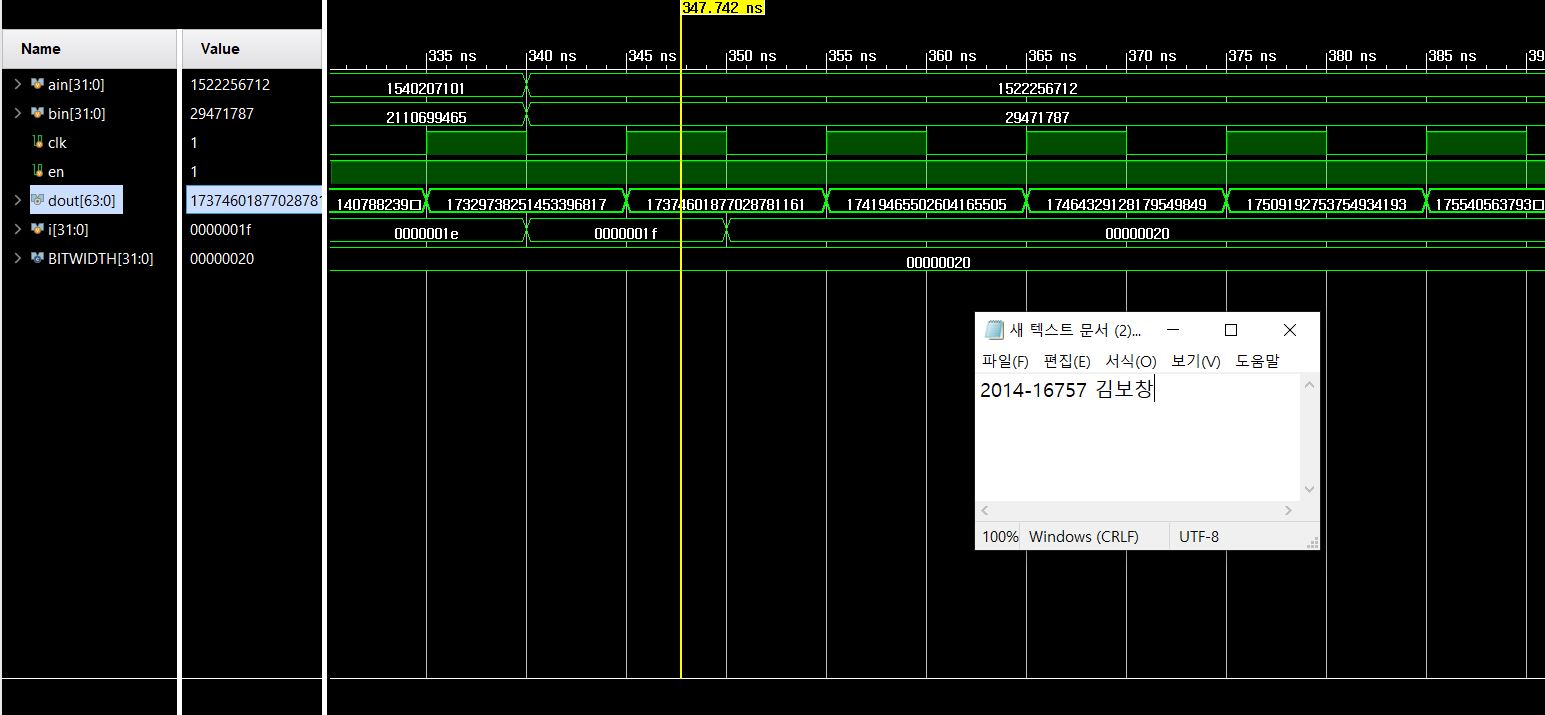 347.742 ns
Name Value
335 ns 340 ns 345 ns 350 ns 355 ns 360 ns 365 ns 370 ns 375 ns 380 ns 385 ns 39
ain[31:0] 1522256712 1540207101 1522256712
bin[31:0] 29471787 2110699465 29471787
clk 1
en 1
dout[63:0] 1737460187702878 140788239 17329738251453396817 17374601877028781161 17419465502604165505 17464329128179549849 17509192753754934193 175540563793
i[31:0] 0000001f 0000001e 0000001f 00000020
BITWIDTH[31:0] 00000020 00000020
새 텍스트 문서 (2)...
파일(F) 편집(E) 서식(O) 보기(V) 도움말
2014-16757 김보창
100% Windows (CRLF) UTF-8